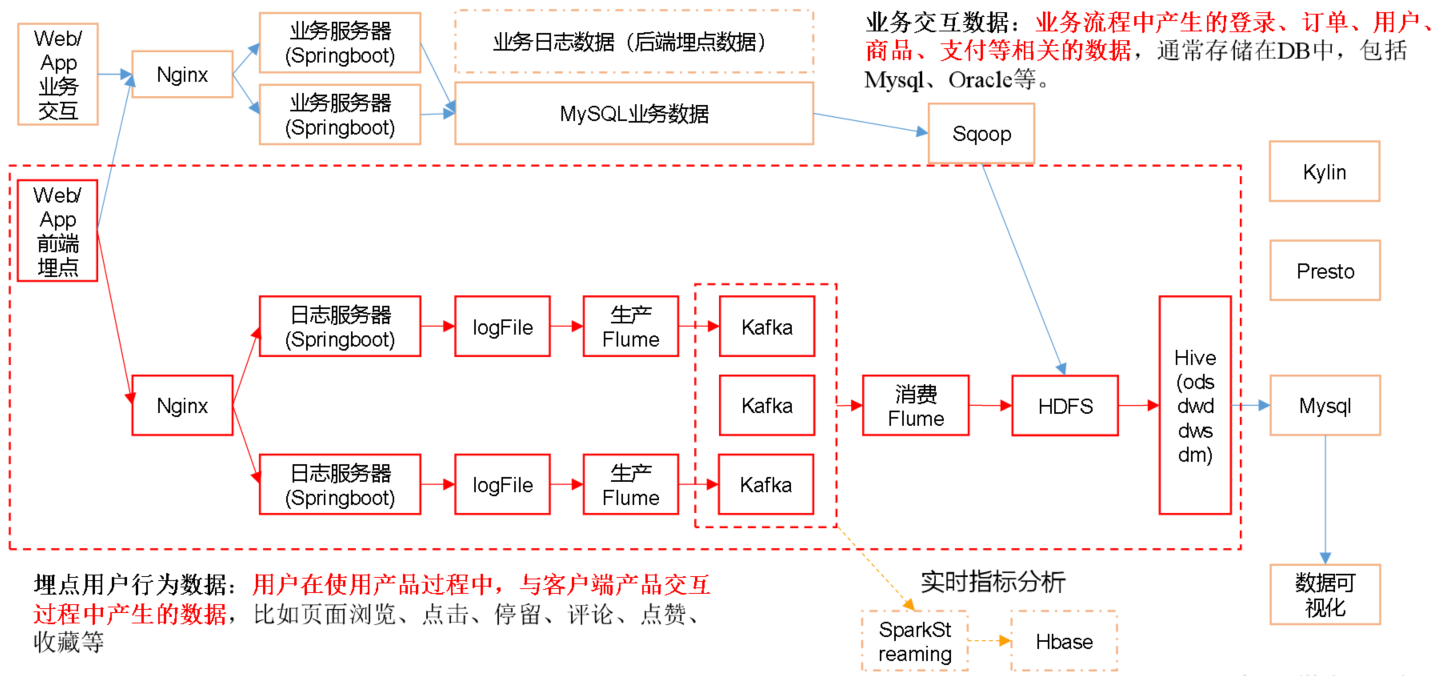 Web/
App
业务
交互
Nginx
业务服务器
(Springboot)
业务服务器
(Springboot)
业务日志数据（后端埋点数据）
MySQL业务数据
业务交互数据：业务流程中产生的登录、订单、用户、
商品、支付等相关的数据，通常存储在DB中，包括
Mysql、Oracle等。
Sqoop
Kylin
Presto
Web/
App
前端
埋点
Nginx
日志服务器
(Springboot)
logFile
生产
Flume
Kafka
Kafka
日志服务器
(Springboot)
logFile
生产
Flume
Kafka
消费
Flume
HDFS
Hive
(ods
dwd
dws
dm)
Mysql
数据可
视化
埋点用户行为数据：用户在使用产品过程中，与客户端产品交互
过程中产生的数据，比如页面浏览、点击、停留、评论、点赞、
收藏等
实时指标分析
SparkSt
reaming
Hbase